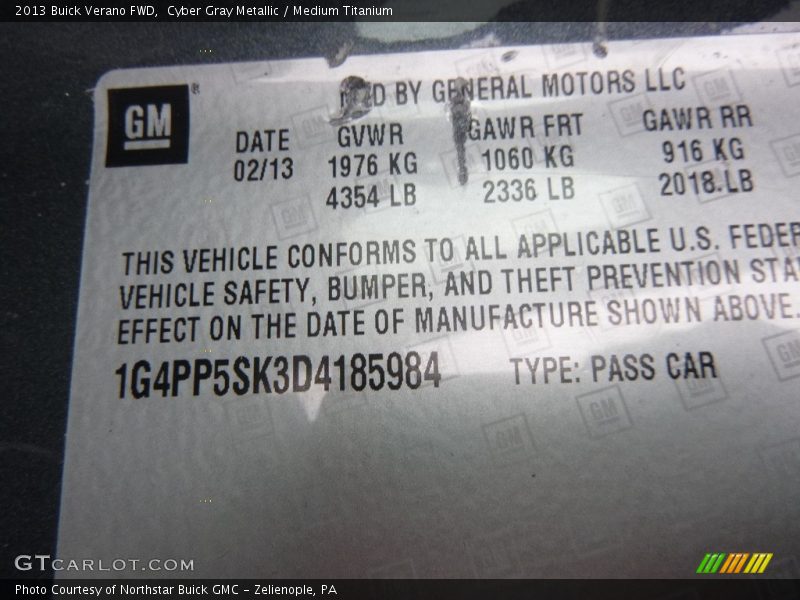 2013 Buick Verano FWD,  Cyber Gray Metallic / Medium Titanium
GM®
BY GENERAL MOTORS LLC
DATE GVWR GAWR FRT GAWR RR
02/13 1976 KG 1060 KG 916 KG
4354 LB 2336 LB 2018 LB
THIS VEHICLE CONFORMS TO ALL APPLICABLE U.S. FEDER
VEHICLE SAFETY, BUMPER, AND THEFT PREVENTION STA
EFFECT ON THE DATE OF MANUFACTURE SHOWN ABOVE.
1G4PP5SK3D4185984 TYPE: PASS CAR
GTCARLOT.COM
Photo Courtesy of Northstar Buick GMC – Zelienople, PA